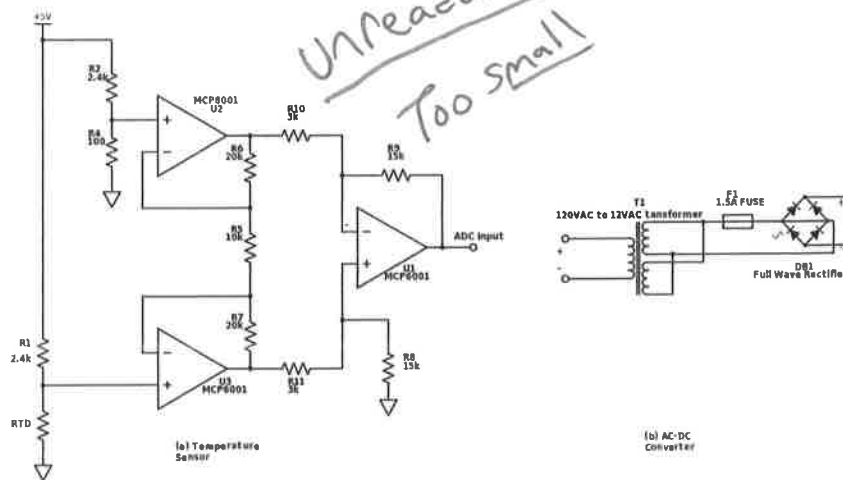 Unreada
Too small
+5V
R2
2.4k
MCP6001
U2
R4
100
R10
3k
R6
20k
R9
15k
R5
10k
ADC Input
U1
MCP6001
R7
20k
R1
2.4k
U3
MCP6001
R11
3k
R8
15k
RTD
(a) Temperature
Sensor
F1
1.5A FUSE
T1
120VAC to 12VAC tansformer
DB1
Full Wave Rectifie
(b) AC-DC
Converter